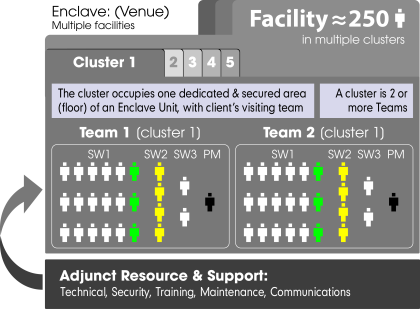 Enclave: (Venue)
Multiple facilities
Facility ≈ 250
in multiple clusters
Cluster 1
2
3
4
5
The cluster occupies one dedicated & secured area
(floor) of an Enclave Unit, with client's visiting team
A cluster is 2 or
more Teams
Team 1 (cluster 1)
SW1
SW2
SW3
PM
Team 2 (cluster 1)
SW1
SW2
SW3
PM
Adjunct Resource & Support:
Technical, Security, Training, Maintenance, Communications